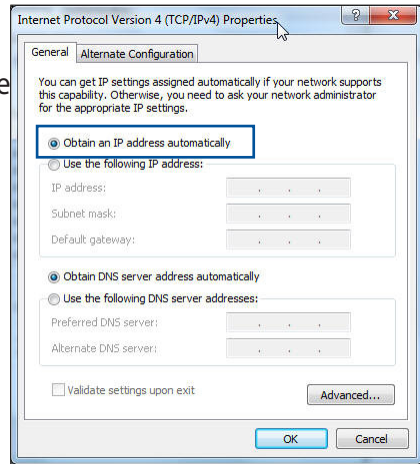 Internet Protocol Version 4 (TCP/IPv4) Properties
General
Alternate Configuration
e
You can get IP settings assigned automatically if your network supports
this capability. Otherwise, you need to ask your network administrator
for the appropriate IP settings.
Obtain an IP address automatically
Use the following IP address:
IP address:
Subnet mask:
Default gateway:
Obtain DNS server address automatically
Use the following DNS server addresses:
Preferred DNS server:
Alternate DNS server:
Validate settings upon exit
Advanced...
OK
Cancel